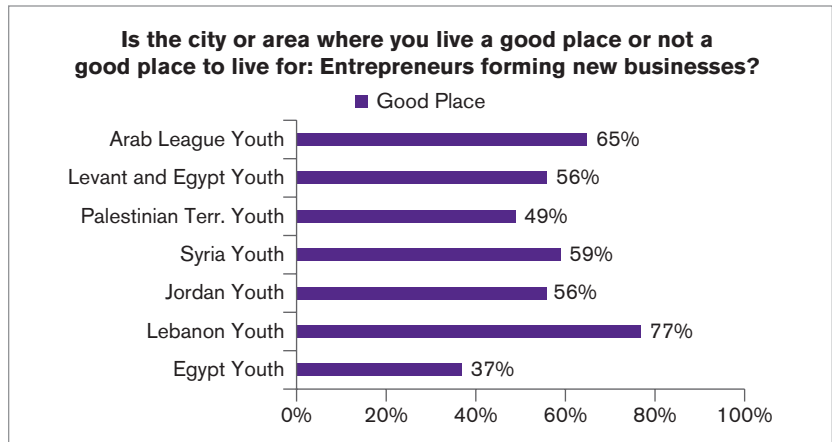 Is the city or area where you live a good place or not a
good place to live for: Entrepreneurs forming new businesses?
Good Place
Arab League Youth 65%
Levant and Egypt Youth 56%
Palestinian Terr. Youth 49%
Syria Youth 59%
Jordan Youth 56%
Lebanon Youth 77%
Egypt Youth 37%
0% 20% 40% 60% 80% 100%